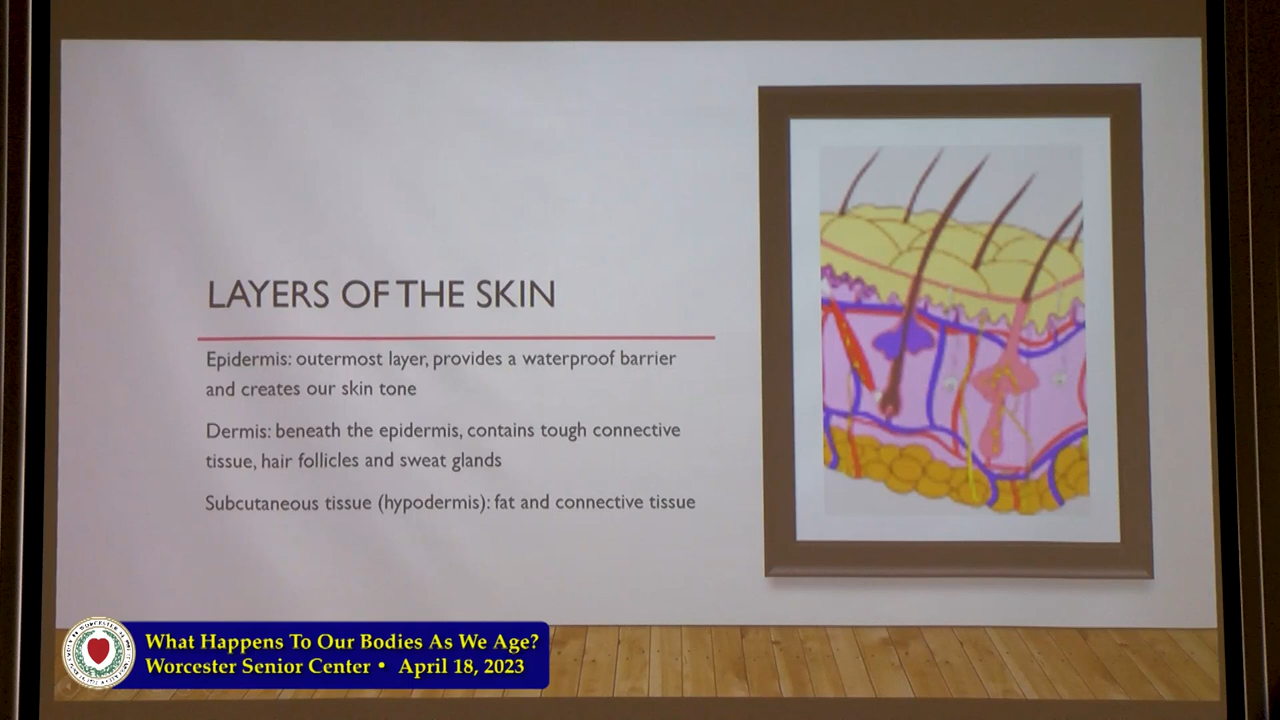 LAYERS OF THE SKIN
Epidermis: outermost layer, provides a waterproof barrier
and creates our skin tone
Dermis: beneath the epidermis, contains tough connective
tissue, hair follicles and sweat glands
Subcutaneous tissue (hypodermis): fat and connective tissue
What Happens To Our Bodies As We Age?
Worcester Senior Center • April 18, 2023